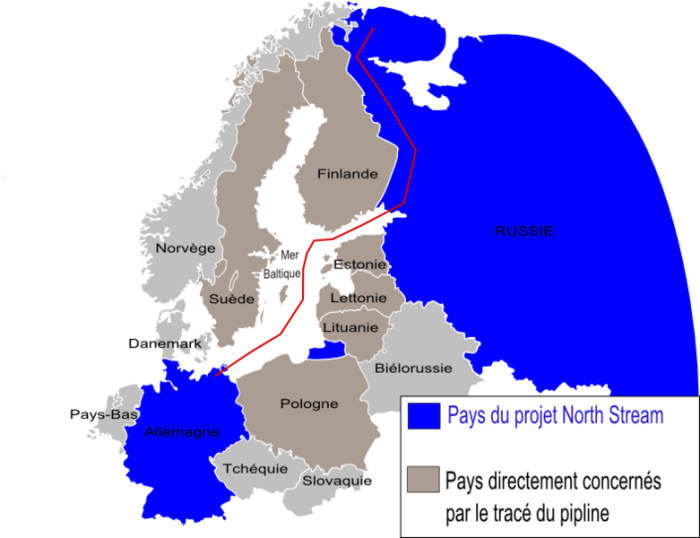 Finlande
RUSSIE
Norvège
Mer
Baltique
Estonie
Suède
Lettonie
Lituanie
Danemark
Biélorussie
Pays-Bas
Pologne
Allemagne
Tchéquie
Slovaquie
Pays du projet North Stream
Pays directement concernés
par le tracé du pipline